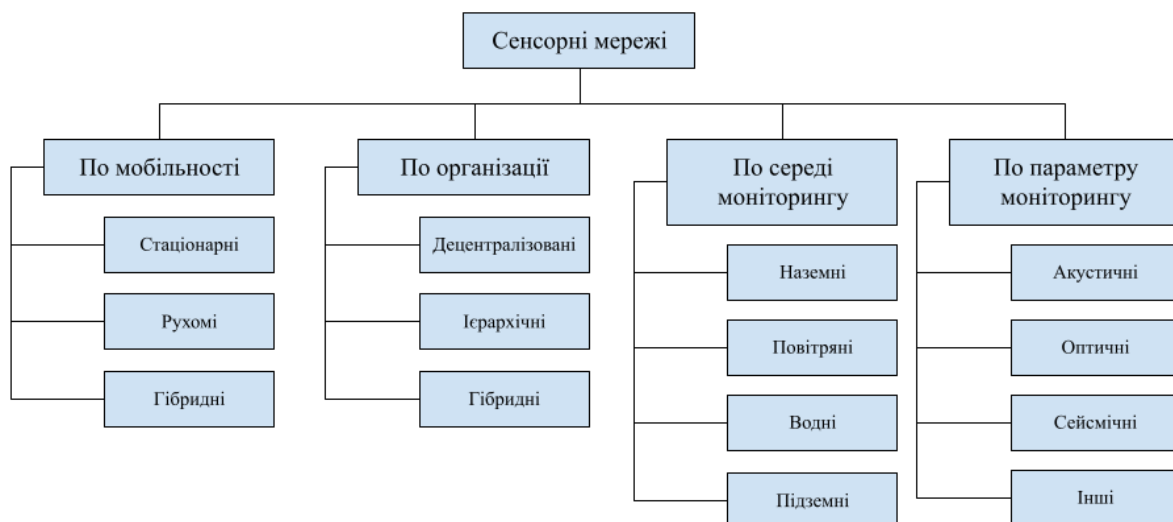 Сенсорні мережі
По мобільності
Стаціонарні
Рухомі
Гібридні
По організації
Децентралізовані
Ієрархічні
Гібридні
По середі
моніторингу
Наземні
Повітряні
Водні
Підземні
По параметру
моніторингу
Акустичні
Оптичні
Сейсмічні
Інші